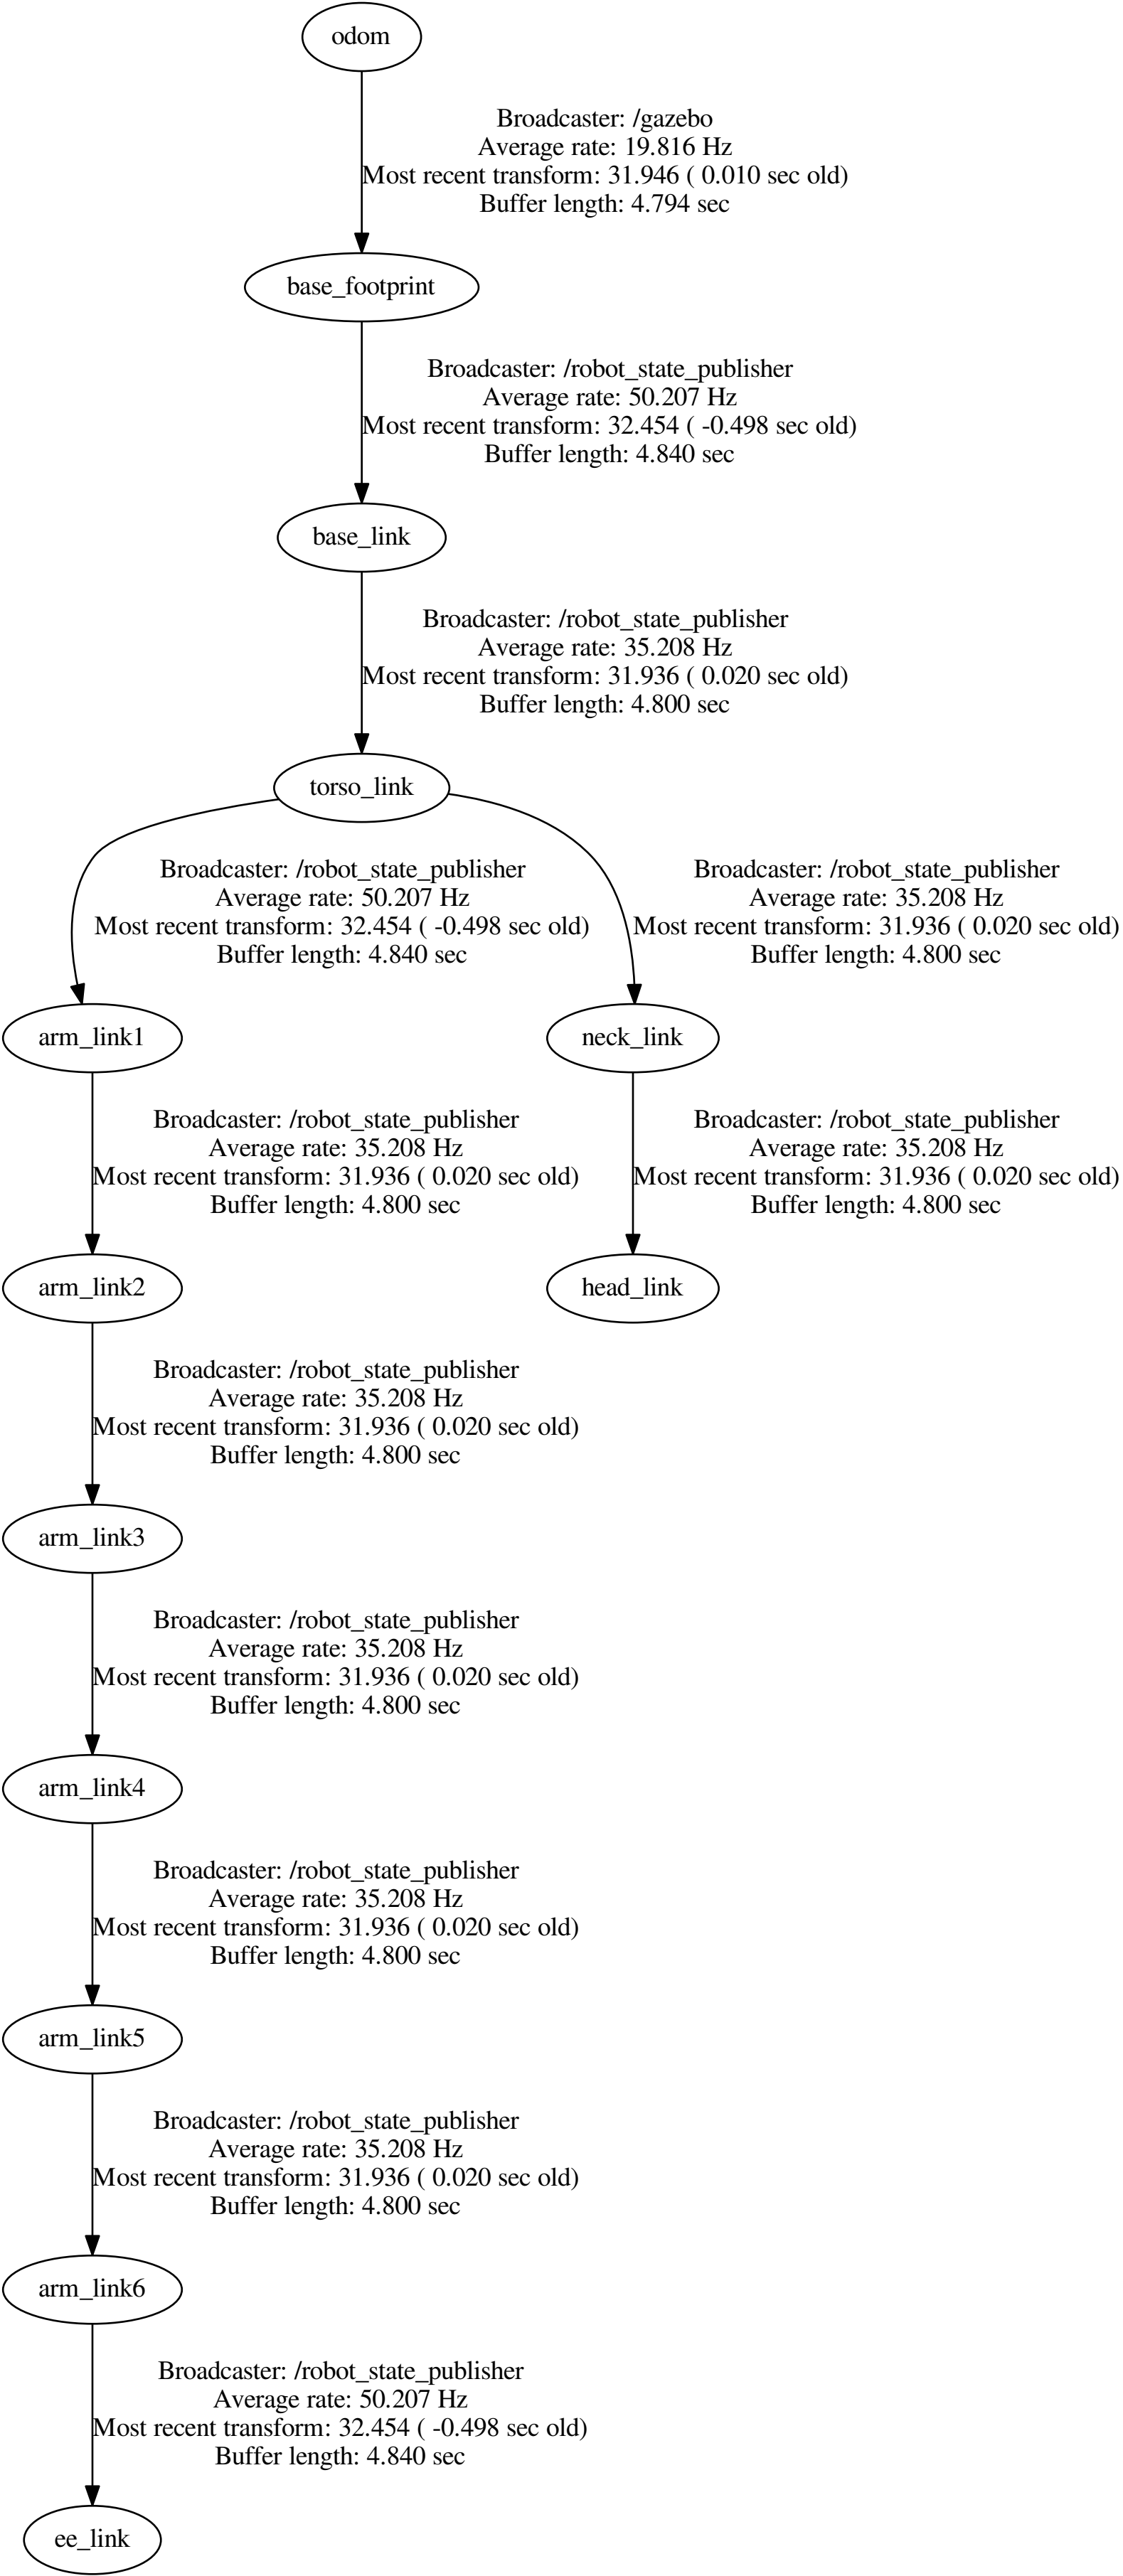 odom
Broadcaster: /gazebo
Average rate: 19.816 Hz
Most recent transform: 31.946 ( 0.010 sec old)
Buffer length: 4.794 sec
base_footprint
Broadcaster: /robot_state_publisher
Average rate: 50.207 Hz
Most recent transform: 32.454 ( -0.498 sec old)
Buffer length: 4.840 sec
base_link
Broadcaster: /robot_state_publisher
Average rate: 35.208 Hz
Most recent transform: 31.936 ( 0.020 sec old)
Buffer length: 4.800 sec
torso_link
Broadcaster: /robot_state_publisher
Average rate: 50.207 Hz
Most recent transform: 32.454 ( -0.498 sec old)
Buffer length: 4.840 sec
Broadcaster: /robot_state_publisher
Average rate: 35.208 Hz
Most recent transform: 31.936 ( 0.020 sec old)
Buffer length: 4.800 sec
arm_link1
neck_link
Broadcaster: /robot_state_publisher
Average rate: 35.208 Hz
Most recent transform: 31.936 ( 0.020 sec old)
Buffer length: 4.800 sec
Broadcaster: /robot_state_publisher
Average rate: 35.208 Hz
Most recent transform: 31.936 ( 0.020 sec old)
Buffer length: 4.800 sec
arm_link2
head_link
Broadcaster: /robot_state_publisher
Average rate: 35.208 Hz
Most recent transform: 31.936 ( 0.020 sec old)
Buffer length: 4.800 sec
arm_link3
Broadcaster: /robot_state_publisher
Average rate: 35.208 Hz
Most recent transform: 31.936 ( 0.020 sec old)
Buffer length: 4.800 sec
arm_link4
Broadcaster: /robot_state_publisher
Average rate: 35.208 Hz
Most recent transform: 31.936 ( 0.020 sec old)
Buffer length: 4.800 sec
arm_link5
Broadcaster: /robot_state_publisher
Average rate: 35.208 Hz
Most recent transform: 31.936 ( 0.020 sec old)
Buffer length: 4.800 sec
arm_link6
Broadcaster: /robot_state_publisher
Average rate: 50.207 Hz
Most recent transform: 32.454 ( -0.498 sec old)
Buffer length: 4.840 sec
ee_link